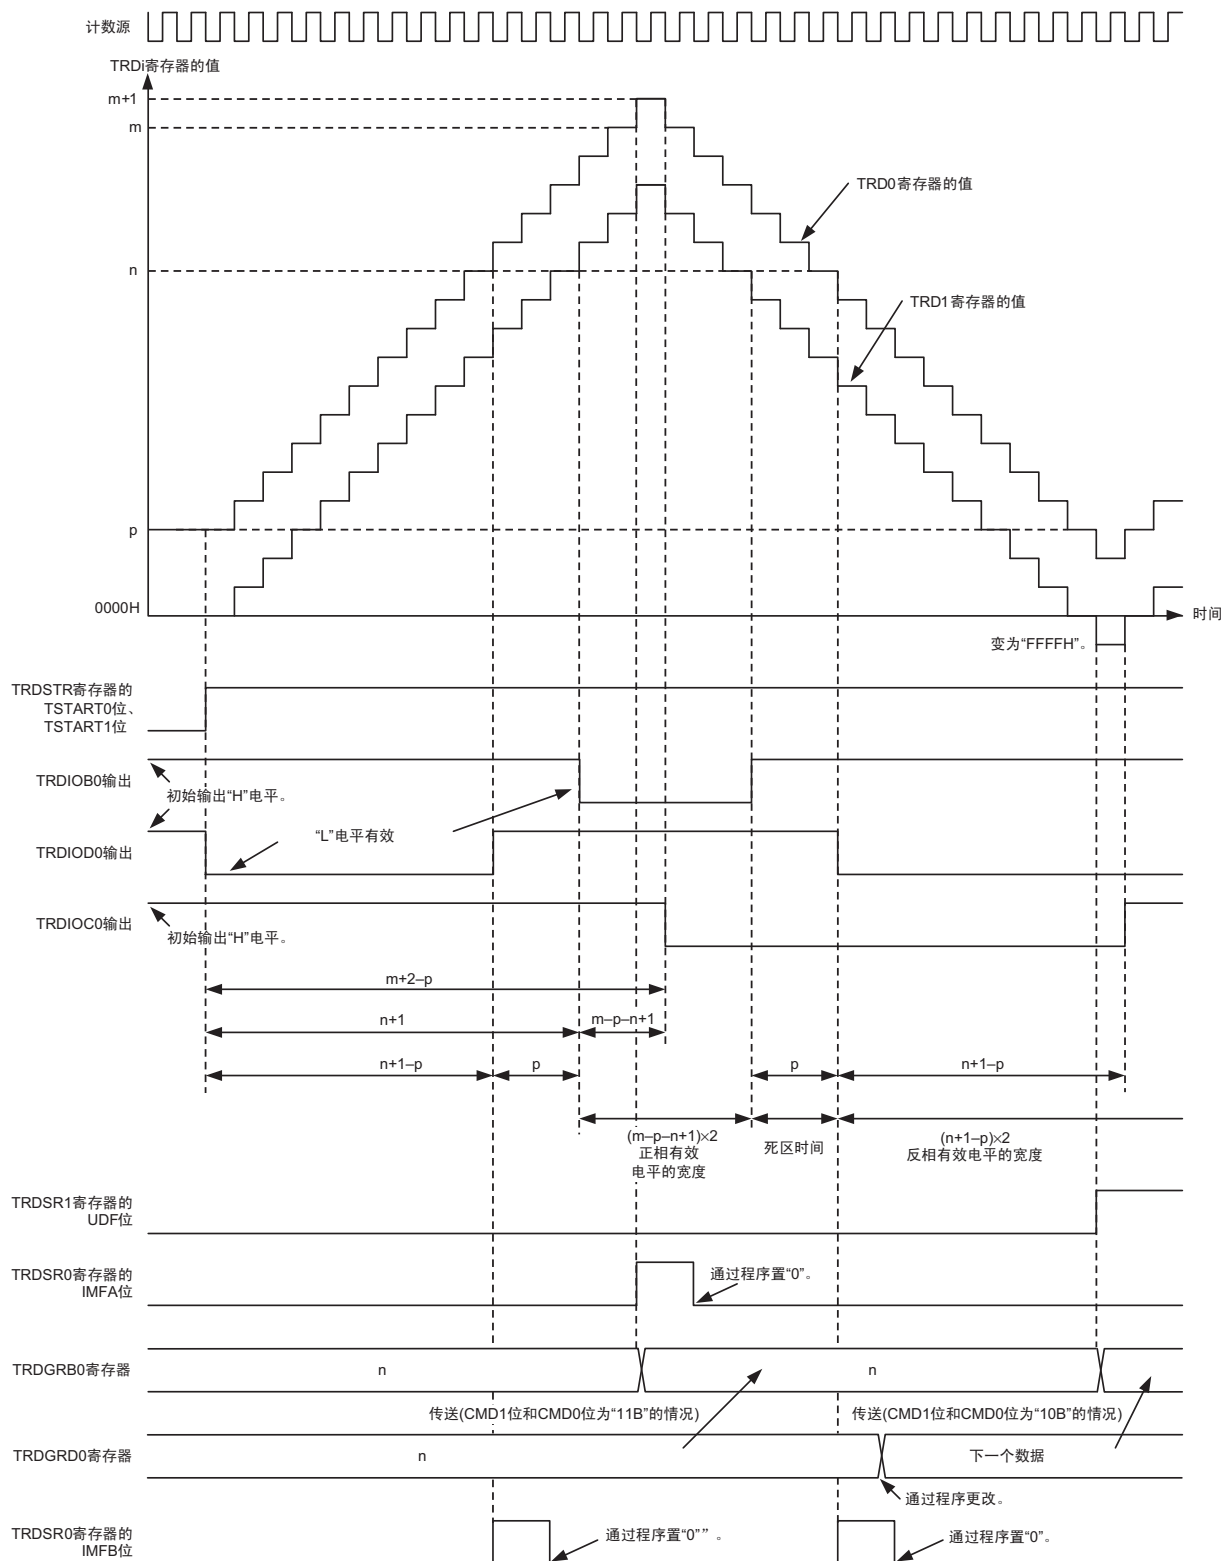 计数源
TRDi寄存器的值
m+1
m
TRD0寄存器的值
n
TRD1寄存器的值
p
0000H
时间
变为“FFFFH”。
TRDSTR寄存器的
TSTART0位、
TSTART1位
TRDIOB0输出
初始输出“H”电平。
“L”电平有效
TRDIOD0输出
TRDIOC0输出
初始输出“H”电平。
m+2–p
n+1
m–p–n+1
n+1–p
p
p
n+1–p
(m–p–n+1)×2
正相有效
电平的宽度
死区时间
(n+1–p)×2
反相有效电平的宽度
TRDSR1寄存器的
UDF位
TRDSR0寄存器的
IMFA位
通过程序置“0”。
TRDGRB0寄存器
n
n
传送(CMD1位和CMD0位为“11B”的情况)
传送(CMD1位和CMD0位为“10B”的情况)
TRDGRD0寄存器
n
下一个数据
通过程序更改。
TRDSR0寄存器的
IMFB位
通过程序置“0”” 。
通过程序置“0”。